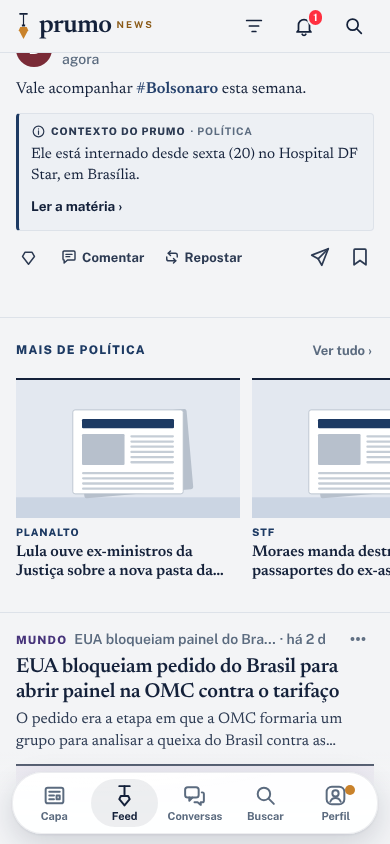 prumo NEWS
1
agora
Vale acompanhar #Bolsonaro esta semana.
CONTEXTO DO PRUMO · POLÍTICA
Ele está internado desde sexta (20) no Hospital DF
Star, em Brasília.
Ler a matéria ›
Comentar
Repostar
MAIS DE POLÍTICA
Ver tudo ›
PLANALTO
Lula ouve ex-ministros da
Justiça sobre a nova pasta da...
STF
Moraes manda
passaportes do
MUNDO EUA bloqueiam painel do Bra... · há 2 d
EUA bloqueiam pedido do Brasil para
abrir painel na OMC contra o tarifaço
O pedido era a etapa em que a OMC formaria um
grupo para analisar a queixa do Brasil contra as...
Capa
Feed
Conversas
Buscar
Perfil